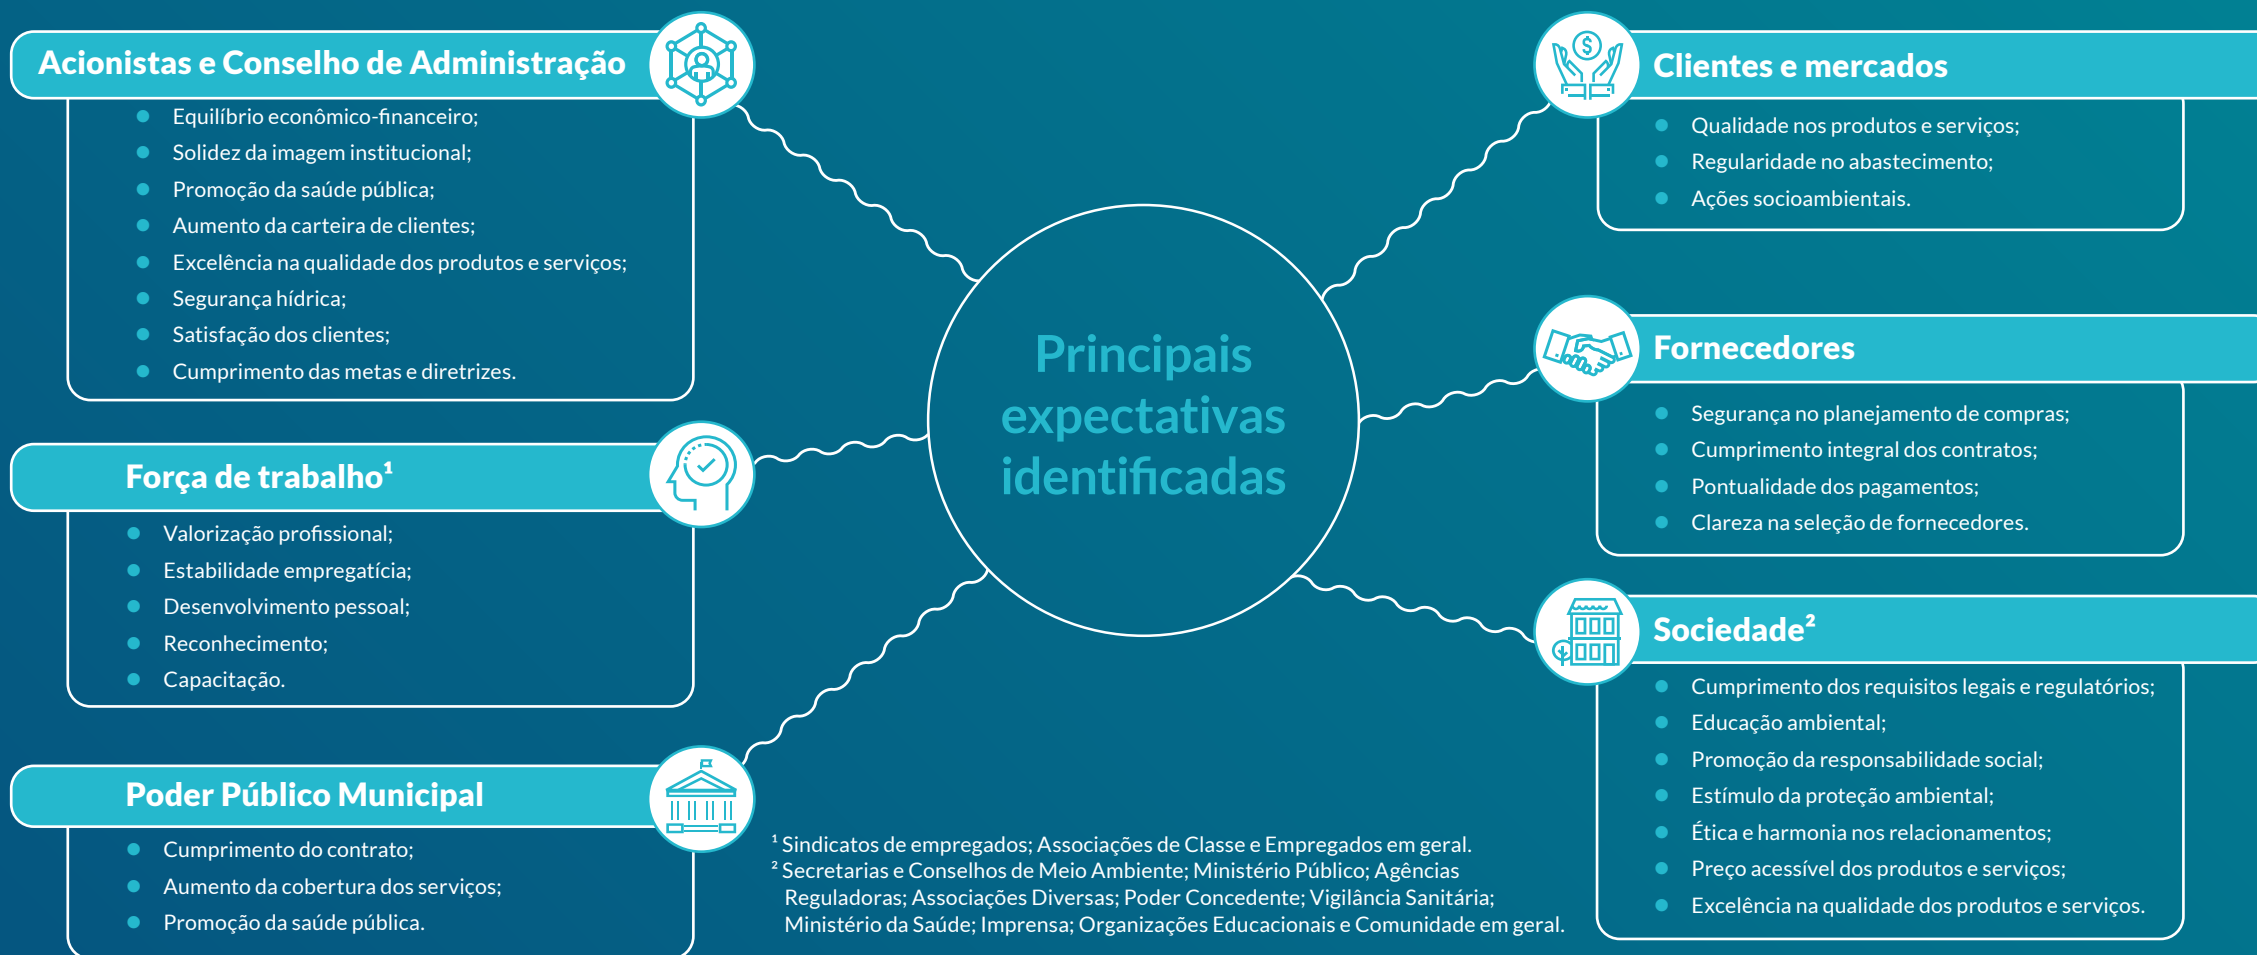 Acionistas e Conselho de Administração
Equilíbrio econômico-financeiro;
Solidez da imagem institucional;
Promoção da saúde pública;
Aumento da carteira de clientes;
Excelência na qualidade dos produtos e serviços;
Segurança hídrica;
Satisfação dos clientes;
Cumprimento das metas e diretrizes.
Força de trabalho¹
Valorização profissional;
Estabilidade empregatícia;
Desenvolvimento pessoal;
Reconhecimento;
Capacitação.
Poder Público Municipal
Cumprimento do contrato;
Aumento da cobertura dos serviços;
Promoção da saúde pública.
Principais
expectativas
identificadas
$
Clientes e mercados
Qualidade nos produtos e serviços;
Regularidade no abastecimento;
Ações socioambientais.
Fornecedores
Segurança no planejamento de compras;
Cumprimento integral dos contratos;
Pontualidade dos pagamentos;
Clareza na seleção de fornecedores.
Sociedade²
Cumprimento dos requisitos legais e regulatórios;
Educação ambiental;
Promoção da responsabilidade social;
Estímulo da proteção ambiental;
Ética e harmonia nos relacionamentos;
Preço acessível dos produtos e serviços;
Excelência na qualidade dos produtos e serviços.
¹ Sindicatos de empregados; Associações de Classe e Empregados em geral.
² Secretarias e Conselhos de Meio Ambiente; Ministério Público; Agências
Reguladoras; Associações Diversas; Poder Concedente; Vigilância Sanitária;
Ministério da Saúde; Imprensa; Organizações Educacionais e Comunidade em geral.